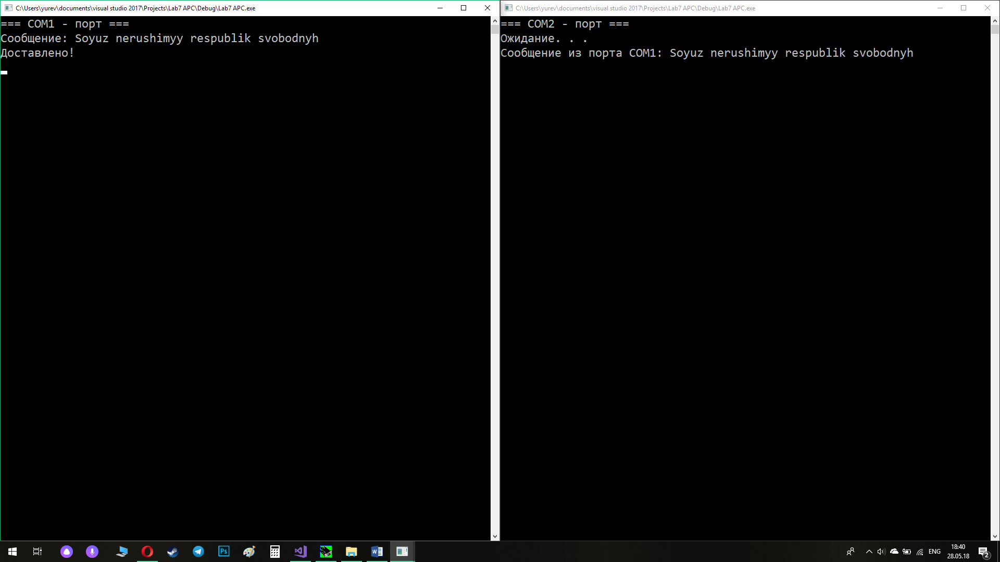 C:\Users\yurev\documents\visual studio 2017\Projects\Lab7 APC\Debug\Lab7 APC.exe
=== COM1 - порт ===
Сообщение: Soyuz nerushimyy respublik svobodnyh
Доставлено!
C:\Users\yurev\documents\visual studio 2017\Projects\Lab7 APC\Debug\Lab7 APC.exe
=== COM2 - порт ===
Ожидание. . .
Сообщение из порта COM1: Soyuz nerushimyy respublik svobodnyh
Ps
ENG
18:40
28.05.18
2